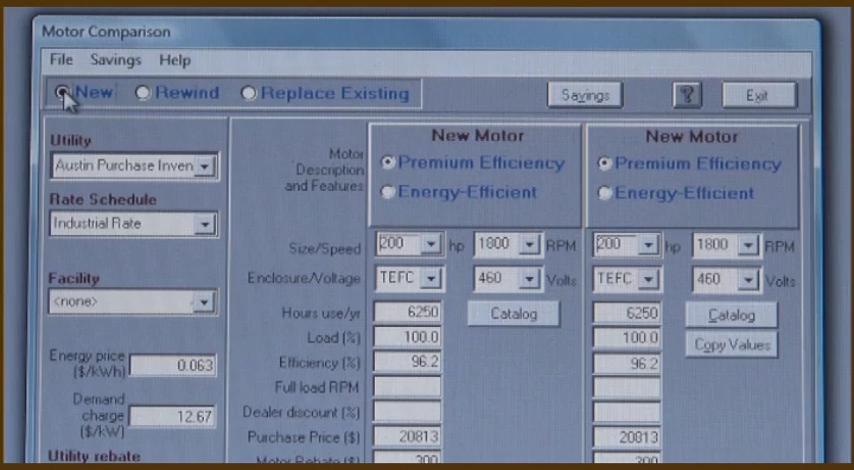 Motor Comparison
File Savings Help
New Rewind Replace Existing Savings ? Exit
Utility
Austin Purchase Inven
Rate Schedule
Industrial Rate
Facility
<none>
Energy price
($/kWh) 0.063
Demand
charge
($/kW) 12.67
Utility rebate
Motor
Description
and Features
New Motor New Motor
Premium Efficiency Premium Efficiency
Energy-Efficient Energy-Efficient
Size/Speed 200 hp 1800 RPM 200 hp 1800 RPM
Enclosure/Voltage TEFC 460 Volts TEFC 460 Volts
Hours use/yr 6250 Catalog 6250 Catalog
Load (%) 100.0 100.0 Copy Values
Efficiency (%) 96.2 96.2
Full load RPM
Dealer discount (%)
Purchase Price ($) 20813 20813
Motor Rebate ($) 300 300